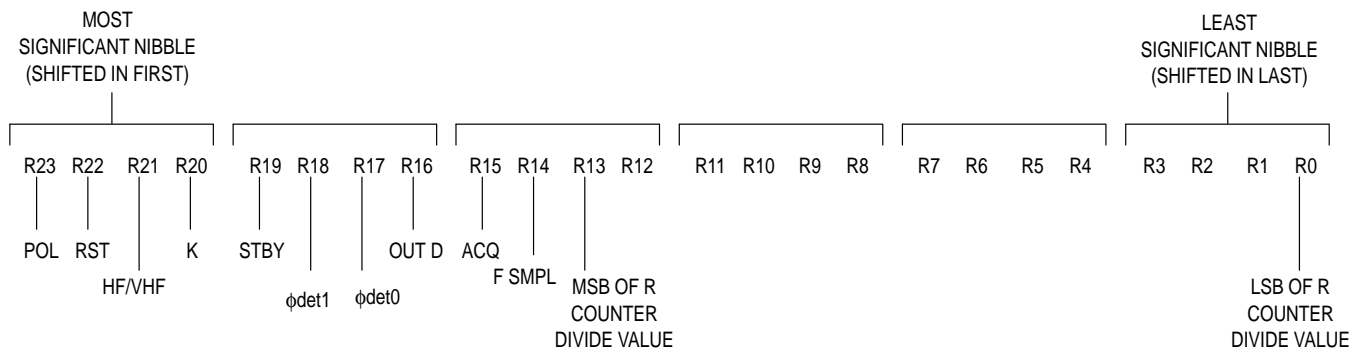 MOST
SIGNIFICANT NIBBLE
(SHIFTED IN FIRST)
LEAST
SIGNIFICANT NIBBLE
(SHIFTED IN LAST)
R23 R22 R21 R20 R19 R18 R17 R16 R15 R14 R13 R12 R11 R10 R9 R8 R7 R6 R5 R4 R3 R2 R1 R0
POL RST K STBY OUT D ACQ
HF/VHF
ϕdet1 ϕdet0
F SMPL
MSB OF R
COUNTER
DIVIDE VALUE
LSB OF R
COUNTER
DIVIDE VALUE